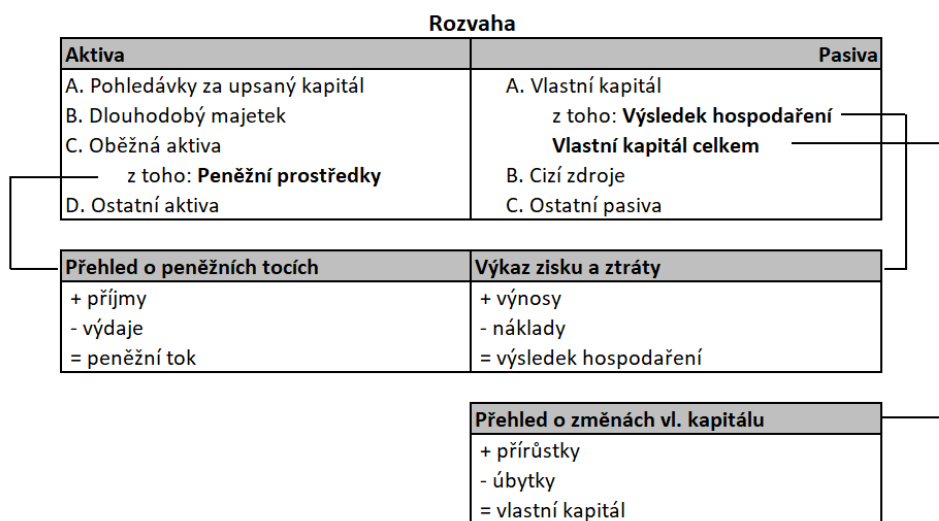 Rozvaha
Aktiva
Pasiva
A. Pohledávky za upsaný kapitál
B. Dlouhodobý majetek
C. Oběžná aktiva
z toho: Peněžní prostředky
D. Ostatní aktiva
A. Vlastní kapitál
z toho: Výsledek hospodaření
Vlastní kapitál celkem
B. Cizí zdroje
C. Ostatní pasiva
Přehled o peněžních tocích
+ příjmy
- výdaje
= peněžní tok
Výkaz zisku a ztráty
+ výnosy
- náklady
= výsledek hospodaření
Přehled o změnách vl. kapitálu
+ přírůstky
- úbytky
= vlastní kapitál